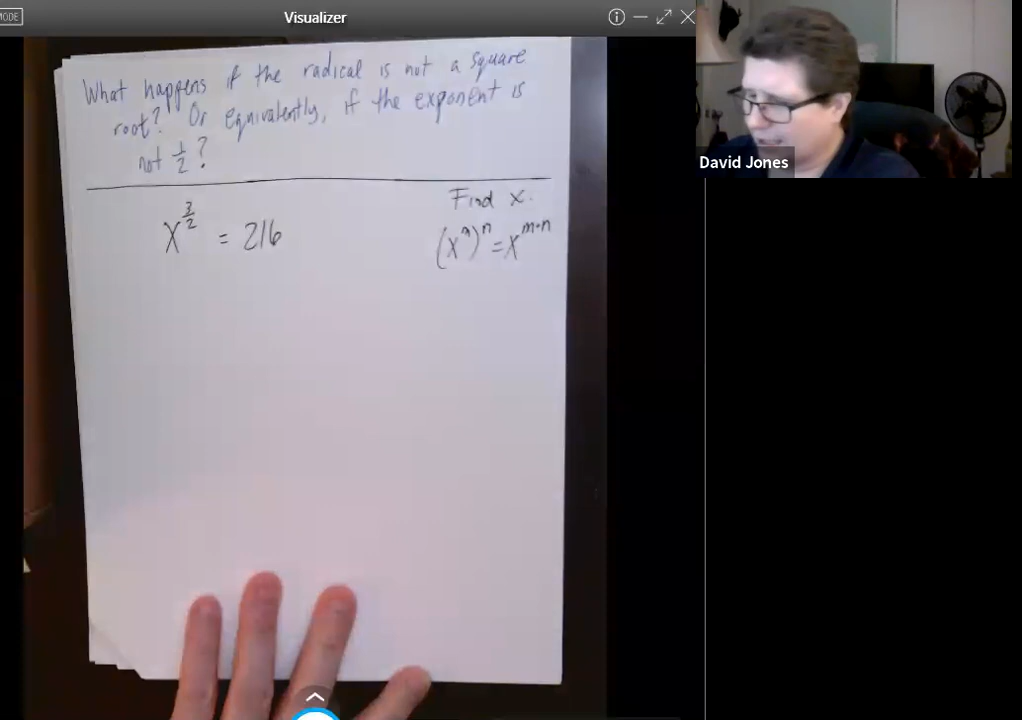 MODE
Visualizer
What happens if the radical is not a square
root? Or equivalently, if the exponent is
not 1/2?
Find x.
x^(3/2) = 216
(x^m)^n = x^(m·n)
David Jones